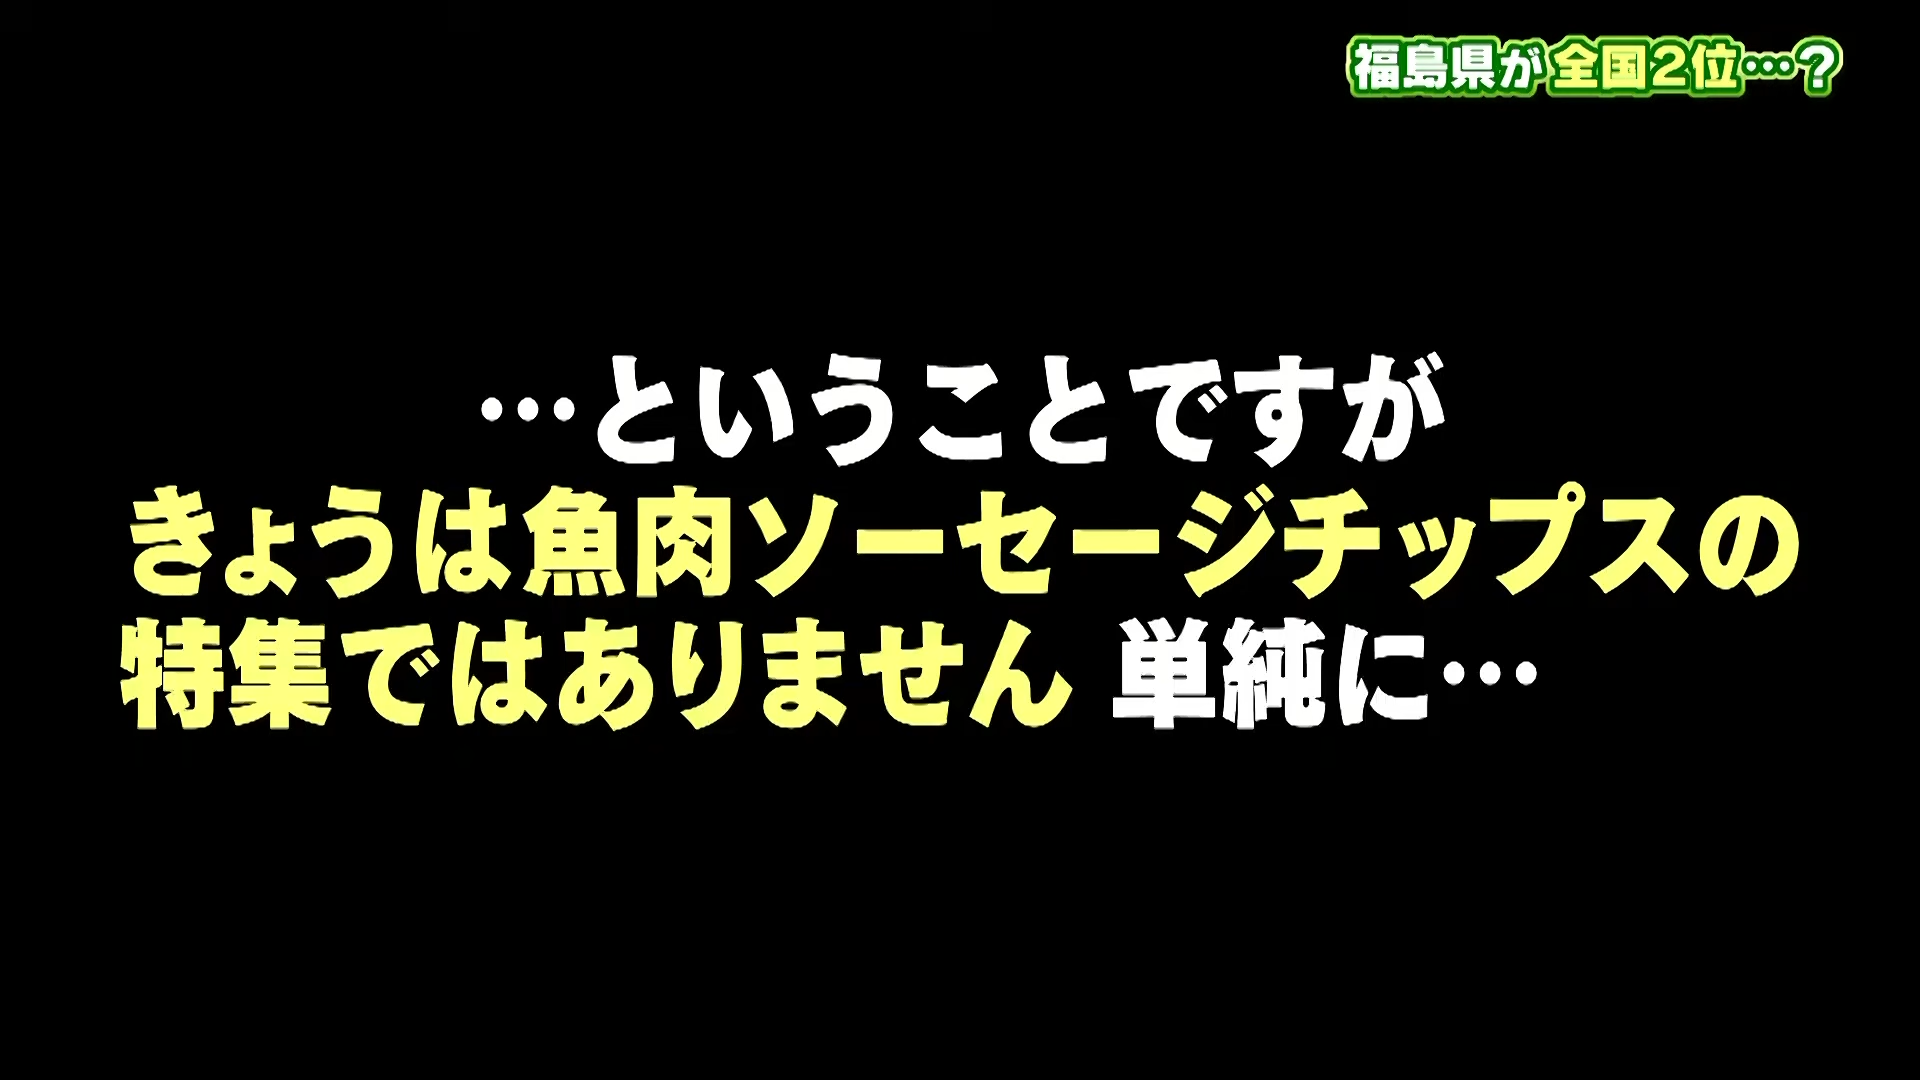 福島県が全国2位…？
…ということですが
きょうは魚肉ソーセージチップスの
特集ではありません 単純に…